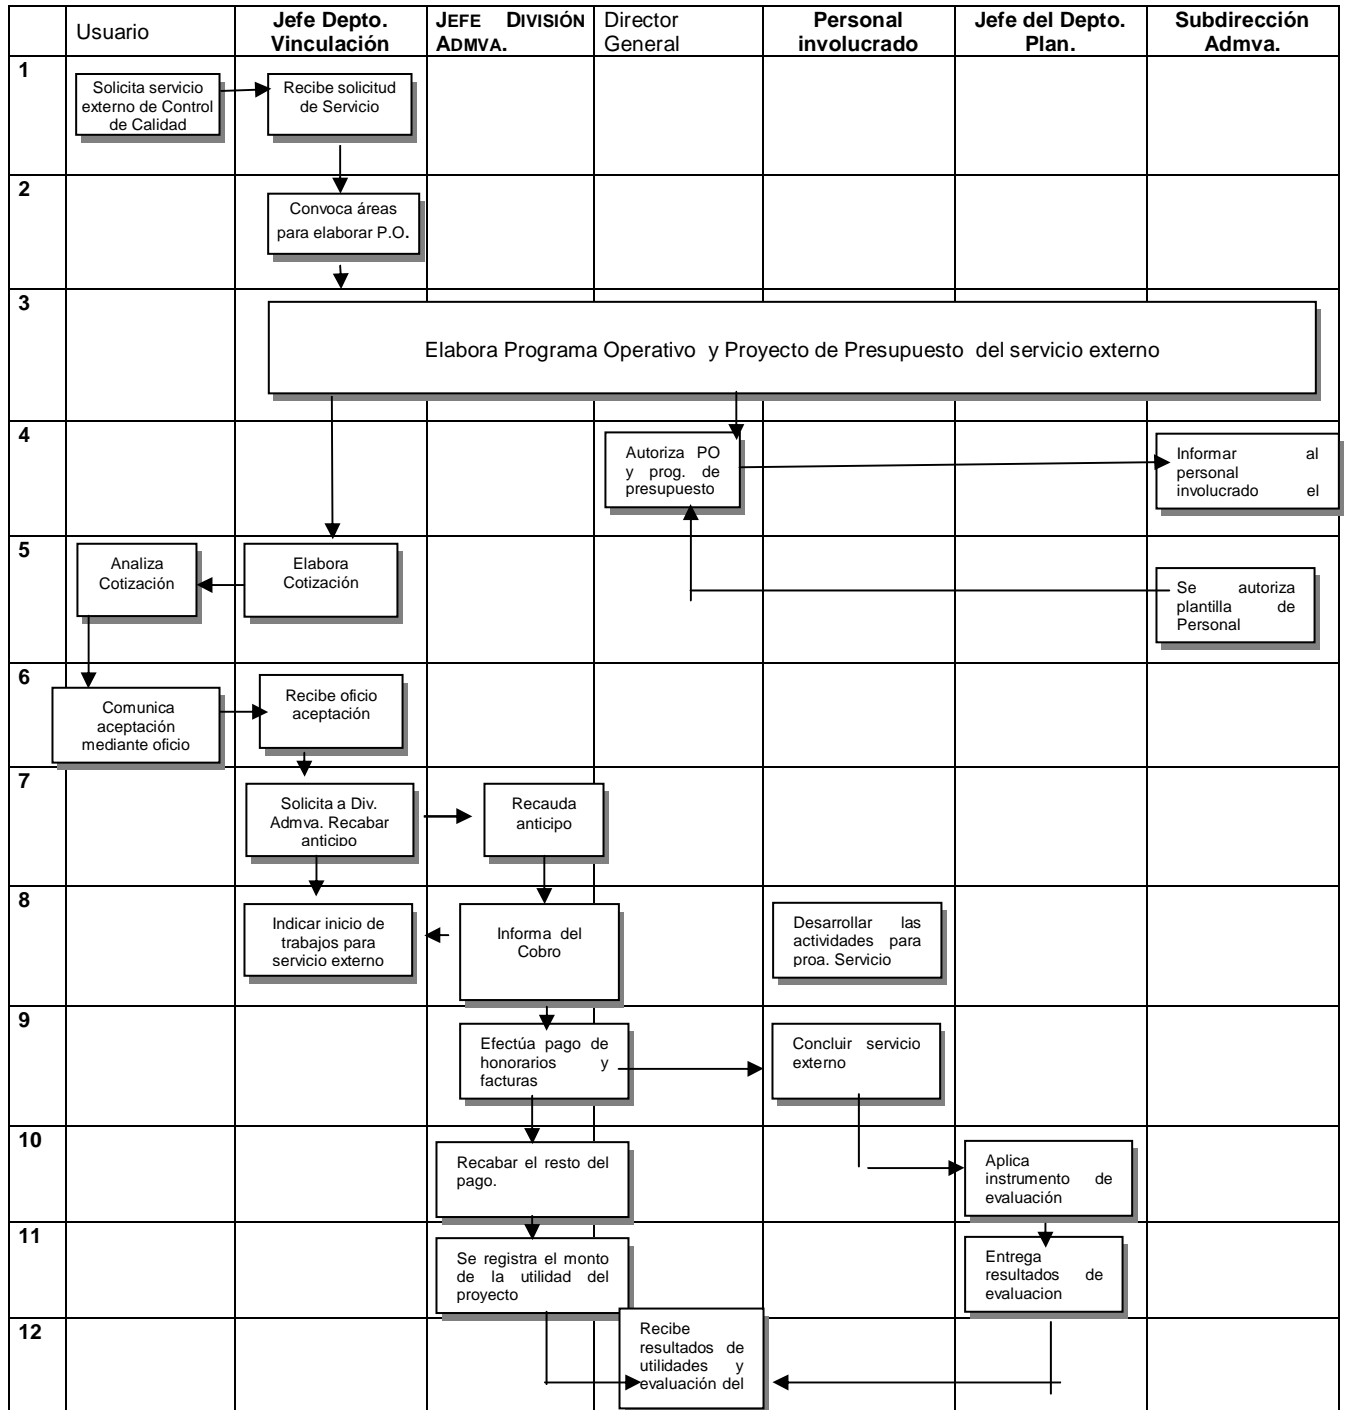 Usuario
Jefe Depto.
Vinculación
JEFE DIVISIÓN
ADMVA.
Director
General
Personal
involucrado
Jefe del Depto.
Plan.
Subdirección
Admva.
1
Solicita servicio
externo de Control
de Calidad
Recibe solicitud
de Servicio
2
Convoca áreas
para elaborar P.O.
3
Elabora Programa Operativo y Proyecto de Presupuesto del servicio externo
4
Autoriza PO
y prog. de
presupuesto
Informar al
personal
involucrado el
5
Analiza
Cotización
Elabora
Cotización
Se autoriza
plantilla de
Personal
6
Comunica
aceptación
mediante oficio
Recibe oficio
aceptación
7
Solicita a Div.
Admva. Recabar
anticipo
Recauda
anticipo
8
Indicar inicio de
trabajos para
servicio externo
Informa del
Cobro
Desarrollar las
actividades para
proa. Servicio
9
Efectúa pago de
honorarios y
facturas
Concluir servicio
externo
10
Recabar el resto del
pago.
Aplica
instrumento de
evaluación
11
Se registra el monto
de la utilidad del
proyecto
Entrega
resultados de
evaluacion
12
Recibe
resultados de
utilidades y
evaluación del